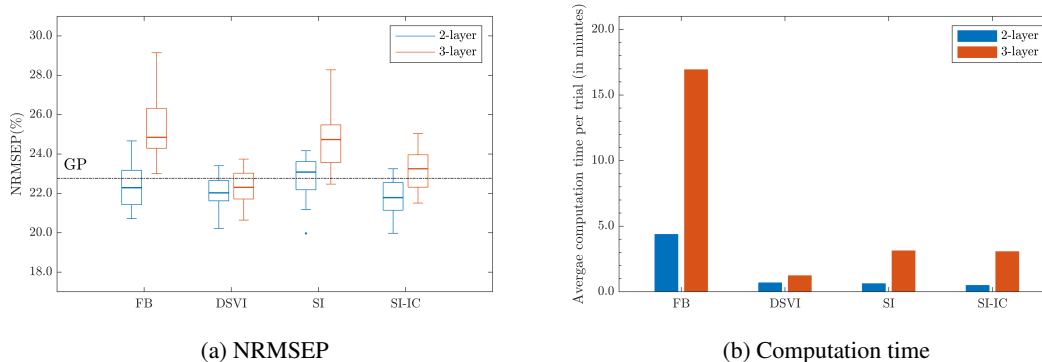 30.0
28.0
26.0
24.0
22.0
20.0
18.0
NRMSEP(%)
GP
2-layer
3-layer
FB DSVI SI SI-IC
(a) NRMSEP
20.0
15.0
10.0
5.0
0.0
Avergae computation time per trial (in minutes)
2-layer
3-layer
FB DSVI SI SI-IC
(b) Computation time